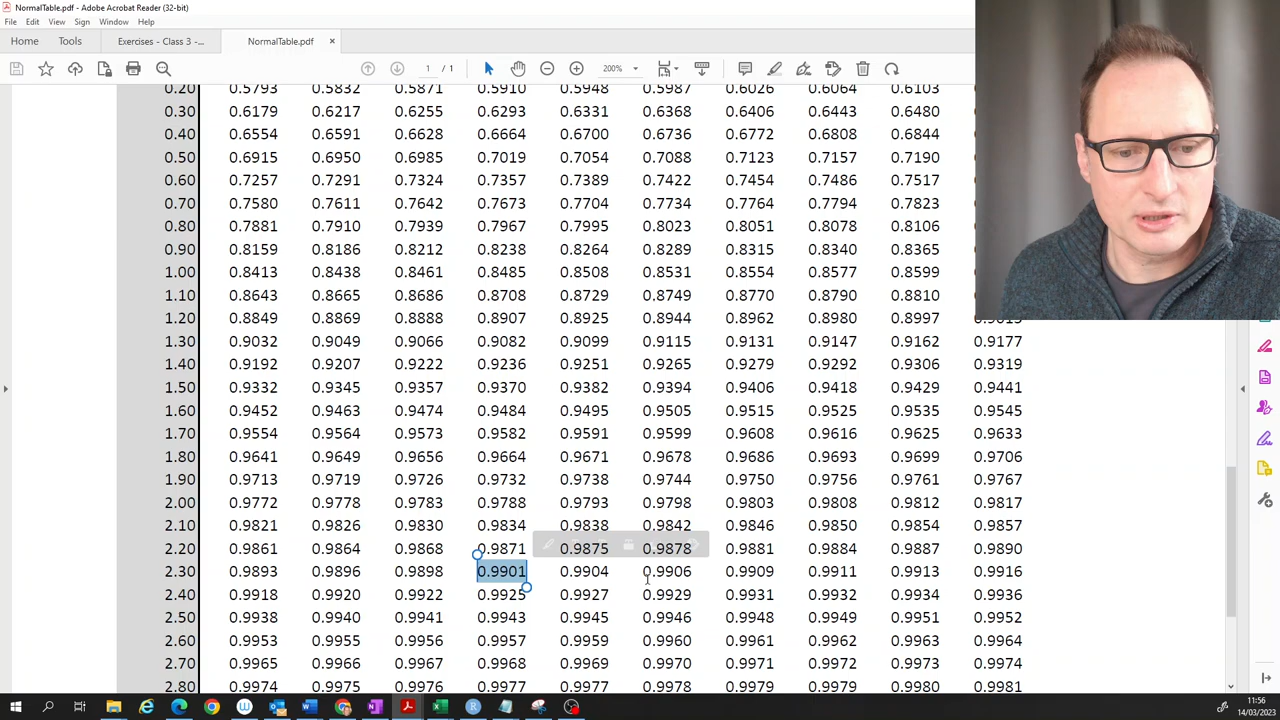 NormalTable.pdf - Adobe Acrobat Reader (32-bit)
File Edit View Sign Window Help
Home Tools Exercises - Class 3 -... NormalTable.pdf ×
1 / 1 200%
0.20 0.5793 0.5832 0.5871 0.5910 0.5948 0.5987 0.6026 0.6064 0.6103
0.30 0.6179 0.6217 0.6255 0.6293 0.6331 0.6368 0.6406 0.6443 0.6480
0.40 0.6554 0.6591 0.6628 0.6664 0.6700 0.6736 0.6772 0.6808 0.6844
0.50 0.6915 0.6950 0.6985 0.7019 0.7054 0.7088 0.7123 0.7157 0.7190
0.60 0.7257 0.7291 0.7324 0.7357 0.7389 0.7422 0.7454 0.7486 0.7517
0.70 0.7580 0.7611 0.7642 0.7673 0.7704 0.7734 0.7764 0.7794 0.7823
0.80 0.7881 0.7910 0.7939 0.7967 0.7995 0.8023 0.8051 0.8078 0.8106
0.90 0.8159 0.8186 0.8212 0.8238 0.8264 0.8289 0.8315 0.8340 0.8365
1.00 0.8413 0.8438 0.8461 0.8485 0.8508 0.8531 0.8554 0.8577 0.8599
1.10 0.8643 0.8665 0.8686 0.8708 0.8729 0.8749 0.8770 0.8790 0.8810
1.20 0.8849 0.8869 0.8888 0.8907 0.8925 0.8944 0.8962 0.8980 0.8997
1.30 0.9032 0.9049 0.9066 0.9082 0.9099 0.9115 0.9131 0.9147 0.9162 0.9177
1.40 0.9192 0.9207 0.9222 0.9236 0.9251 0.9265 0.9279 0.9292 0.9306 0.9319
1.50 0.9332 0.9345 0.9357 0.9370 0.9382 0.9394 0.9406 0.9418 0.9429 0.9441
1.60 0.9452 0.9463 0.9474 0.9484 0.9495 0.9505 0.9515 0.9525 0.9535 0.9545
1.70 0.9554 0.9564 0.9573 0.9582 0.9591 0.9599 0.9608 0.9616 0.9625 0.9633
1.80 0.9641 0.9649 0.9656 0.9664 0.9671 0.9678 0.9686 0.9693 0.9699 0.9706
1.90 0.9713 0.9719 0.9726 0.9732 0.9738 0.9744 0.9750 0.9756 0.9761 0.9767
2.00 0.9772 0.9778 0.9783 0.9788 0.9793 0.9798 0.9803 0.9808 0.9812 0.9817
2.10 0.9821 0.9826 0.9830 0.9834 0.9838 0.9842 0.9846 0.9850 0.9854 0.9857
2.20 0.9861 0.9864 0.9868 0.9871 0.9875 0.9878 0.9881 0.9884 0.9887 0.9890
2.30 0.9893 0.9896 0.9898 0.9901 0.9904 0.9906 0.9909 0.9911 0.9913 0.9916
2.40 0.9918 0.9920 0.9922 0.9925 0.9927 0.9929 0.9931 0.9932 0.9934 0.9936
2.50 0.9938 0.9940 0.9941 0.9943 0.9945 0.9946 0.9948 0.9949 0.9951 0.9952
2.60 0.9953 0.9955 0.9956 0.9957 0.9959 0.9960 0.9961 0.9962 0.9963 0.9964
2.70 0.9965 0.9966 0.9967 0.9968 0.9969 0.9970 0.9971 0.9972 0.9973 0.9974
2.80 0.9974 0.9975 0.9976 0.9977 0.9977 0.9978 0.9979 0.9979 0.9980 0.9981
11:56
14/03/2023